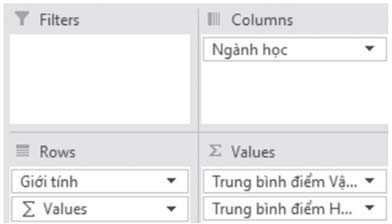 Filters
Columns
Ngành học
Rows
Values
Giới tính
Σ Values
Trung bình điểm Vậ...
Trung bình điểm H...